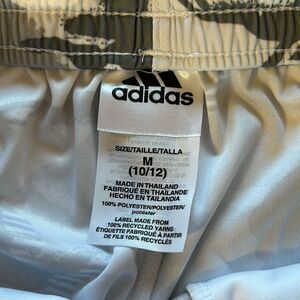 adidas
SIZE/TAILLE/TALLA
M
(10/12)
MADE IN THAILAND
FABRIQUÉ EN THAÏLANDE
HECHO EN TAILANDIA
100% POLYESTER/POLYESTER/
poliéster
LABEL MADE FROM
100% RECYCLED YARNS
ÉTIQUETTE FABRIQUÉ À PARTIR
DE FILS 100% RECYCLÉS